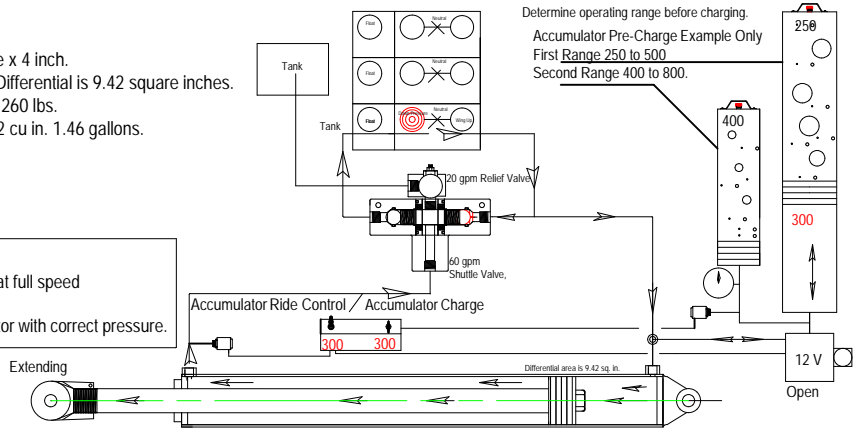 e x 4 inch.
Differential is 9.42 square inches.
260 lbs.
2 cu in. 1.46 gallons.
at full speed
tor with correct pressure.
Extending
Tank
Tank
Float
Neutral
Float
Neutral
Float
Neutral
Wing Up
20 gpm Relief Valve
60 gpm
Shuttle Valve,
Accumulator Ride Control / Accumulator Charge
300 300
Differential area is 9.42 sq. in.
Determine operating range before charging.
Accumulator Pre-Charge Example Only
First Range 250 to 500
Second Range 400 to 800.
250
400
300
12 V
Open